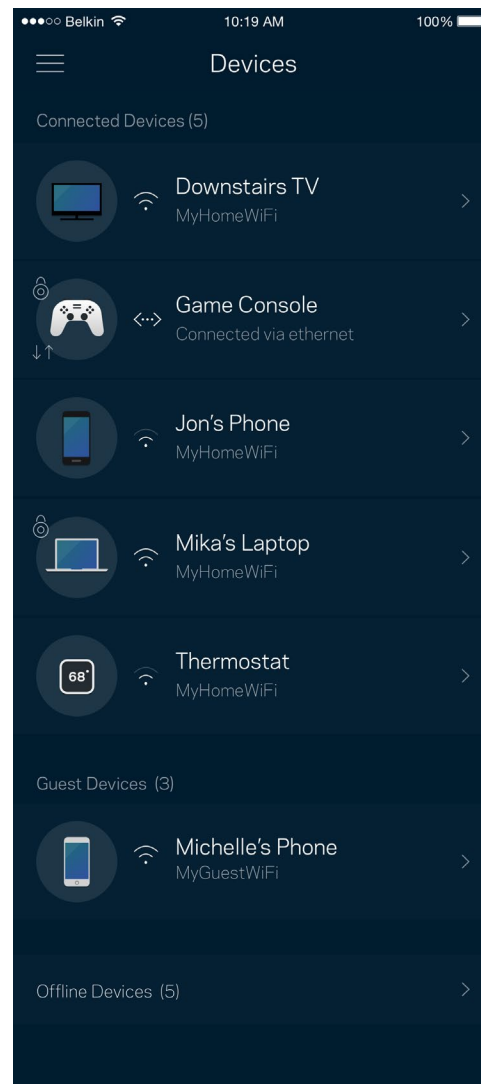 Belkin 10:19 AM 100%
Devices
Connected Devices (5)
Downstairs TV
MyHomeWiFi
Game Console
Connected via ethernet
Jon's Phone
MyHomeWiFi
Mika's Laptop
MyHomeWiFi
68°
Thermostat
MyHomeWiFi
Guest Devices (3)
Michelle's Phone
MyGuestWiFi
Offline Devices (5)